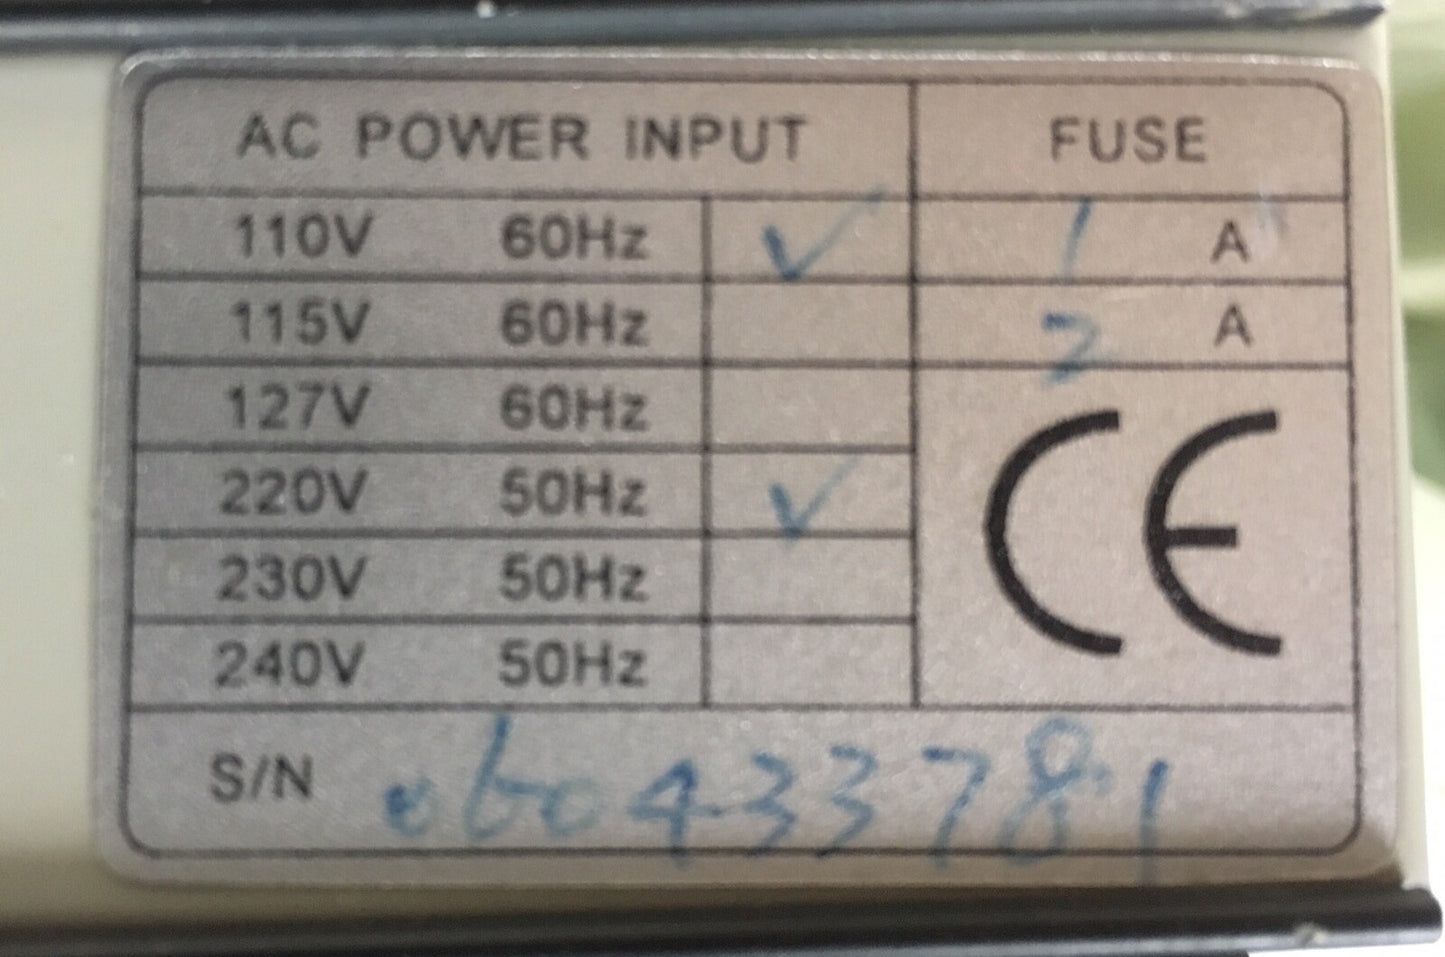 AC POWER INPUT FUSE
110V 60Hz ✓ 1 A
115V 60Hz 2 A
127V 60Hz
220V 50Hz ✓
230V 50Hz
240V 50Hz
CE
S/N 060433781